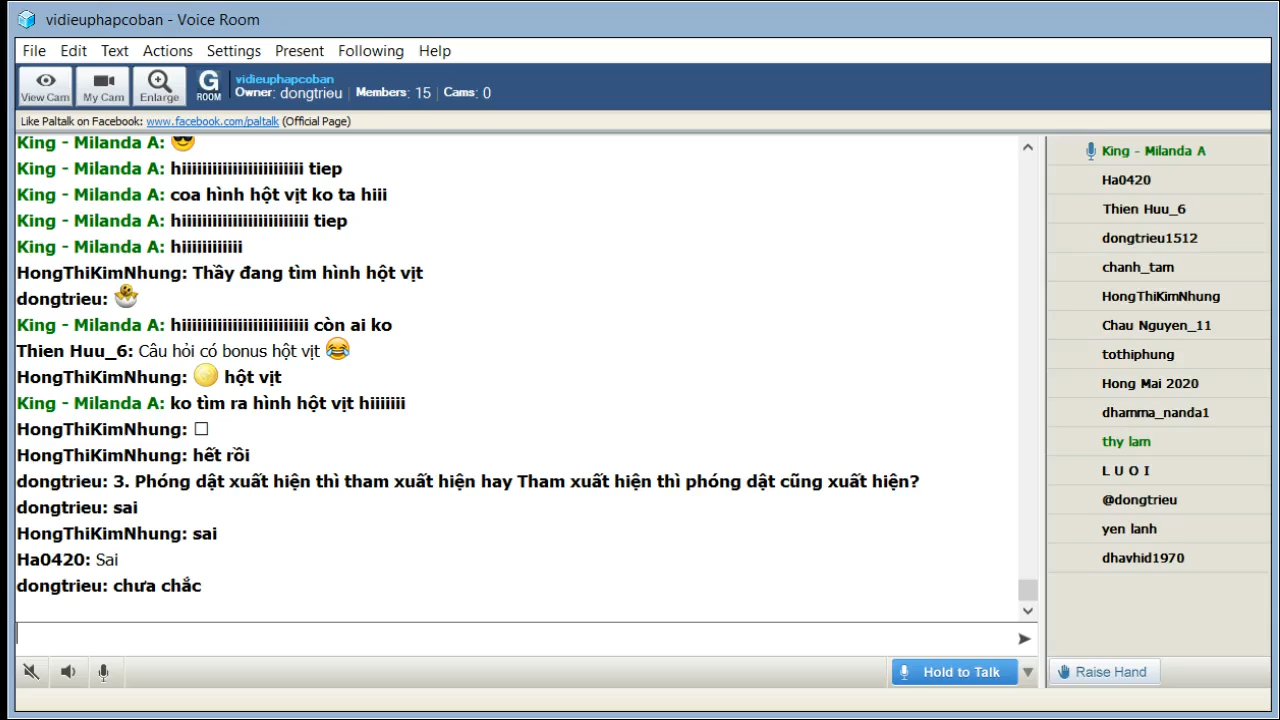 vidieuphapcoban - Voice Room
File Edit Text Actions Settings Present Following Help
View Cam
My Cam
Enlarge
G ROOM
vidieuphapcoban
Owner: dongtrieu | Members: 15 | Cams: 0
Like Paltalk on Facebook: www.facebook.com/paltalk (Official Page)
King - Milanda A:
King - Milanda A: hiiiiiiiiiiiiiiiiiiiiiiiii tiep
King - Milanda A: coa hình hột vịt ko ta hiii
King - Milanda A: hiiiiiiiiiiiiiiiiiiiiiiiiii tiep
King - Milanda A: hiiiiiiiiiiiii
HongThiKimNhung: Thầy đang tìm hình hột vịt
dongtrieu:
King - Milanda A: hiiiiiiiiiiiiiiiiiiiiiiiiii còn ai ko
Thien Huu_6: Câu hỏi có bonus hột vịt
HongThiKimNhung: hột vịt
King - Milanda A: ko tìm ra hình hột vịt hiiiiiii
HongThiKimNhung: □
HongThiKimNhung: hết rồi
dongtrieu: 3. Phóng dật xuất hiện thì tham xuất hiện hay Tham xuất hiện thì phóng dật cũng xuất hiện?
dongtrieu: sai
HongThiKimNhung: sai
Ha0420: Sai
dongtrieu: chưa chắc
King - Milanda A
Ha0420
Thien Huu_6
dongtrieu1512
chanh_tam
HongThiKimNhung
Chau Nguyen_11
tothiphung
Hong Mai 2020
dhamma_nanda1
thy lam
L U O I
@dongtrieu
yen lanh
dhavhid1970
Hold to Talk
Raise Hand